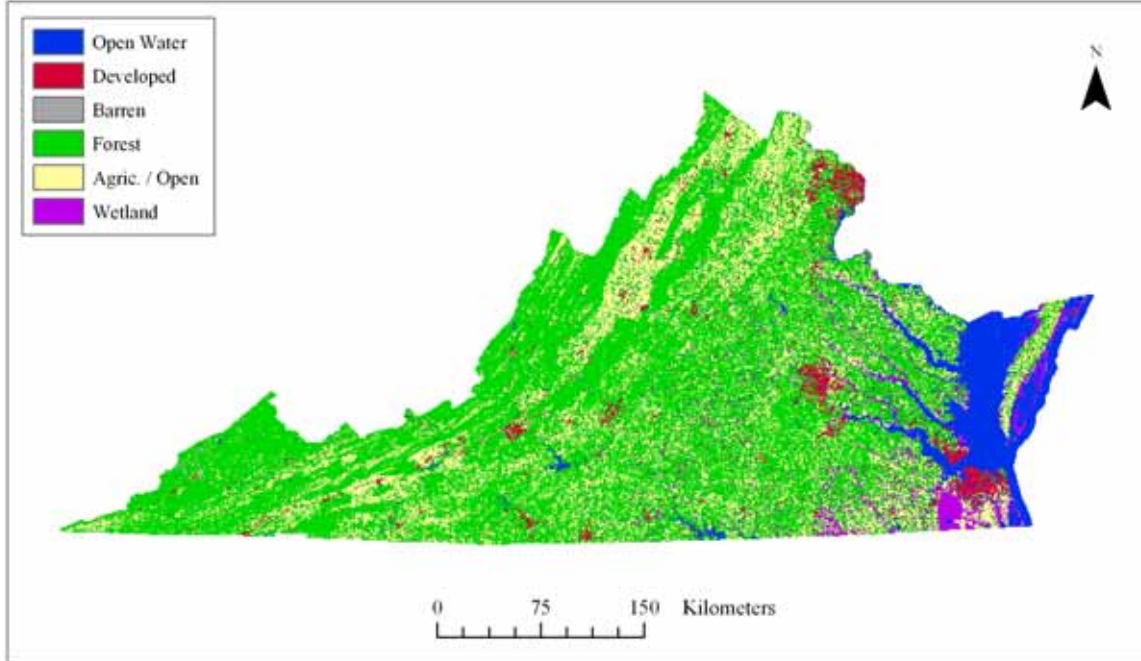 Open Water
Developed
Barren
Forest
Agric. / Open
Wetland
N
0 75 150 Kilometers